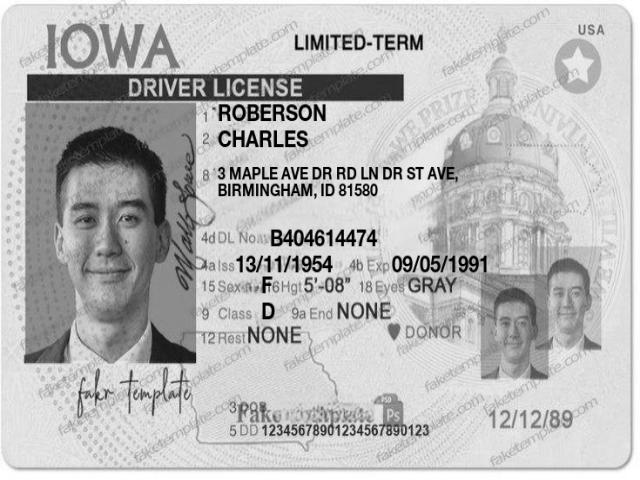 IOWA
LIMITED-TERM
USA
DRIVER LICENSE
1 ROBERSON
2 CHARLES
8 3 MAPLE AVE DR RD LN DR ST AVE,
BIRMINGHAM, ID 81580
4d DL No. B404614474
4a Iss 13/11/1954 4b Exp 09/05/1991
15 Sex F 16 Hgt 5'-08" 18 Eyes GRAY
9 Class D 9a End NONE
12 Rest NONE DONOR
fakr template
3 DOB
Fake template
PSD
Ps
5 DD 12345678901234567890123
12/12/89
faketemplate.com